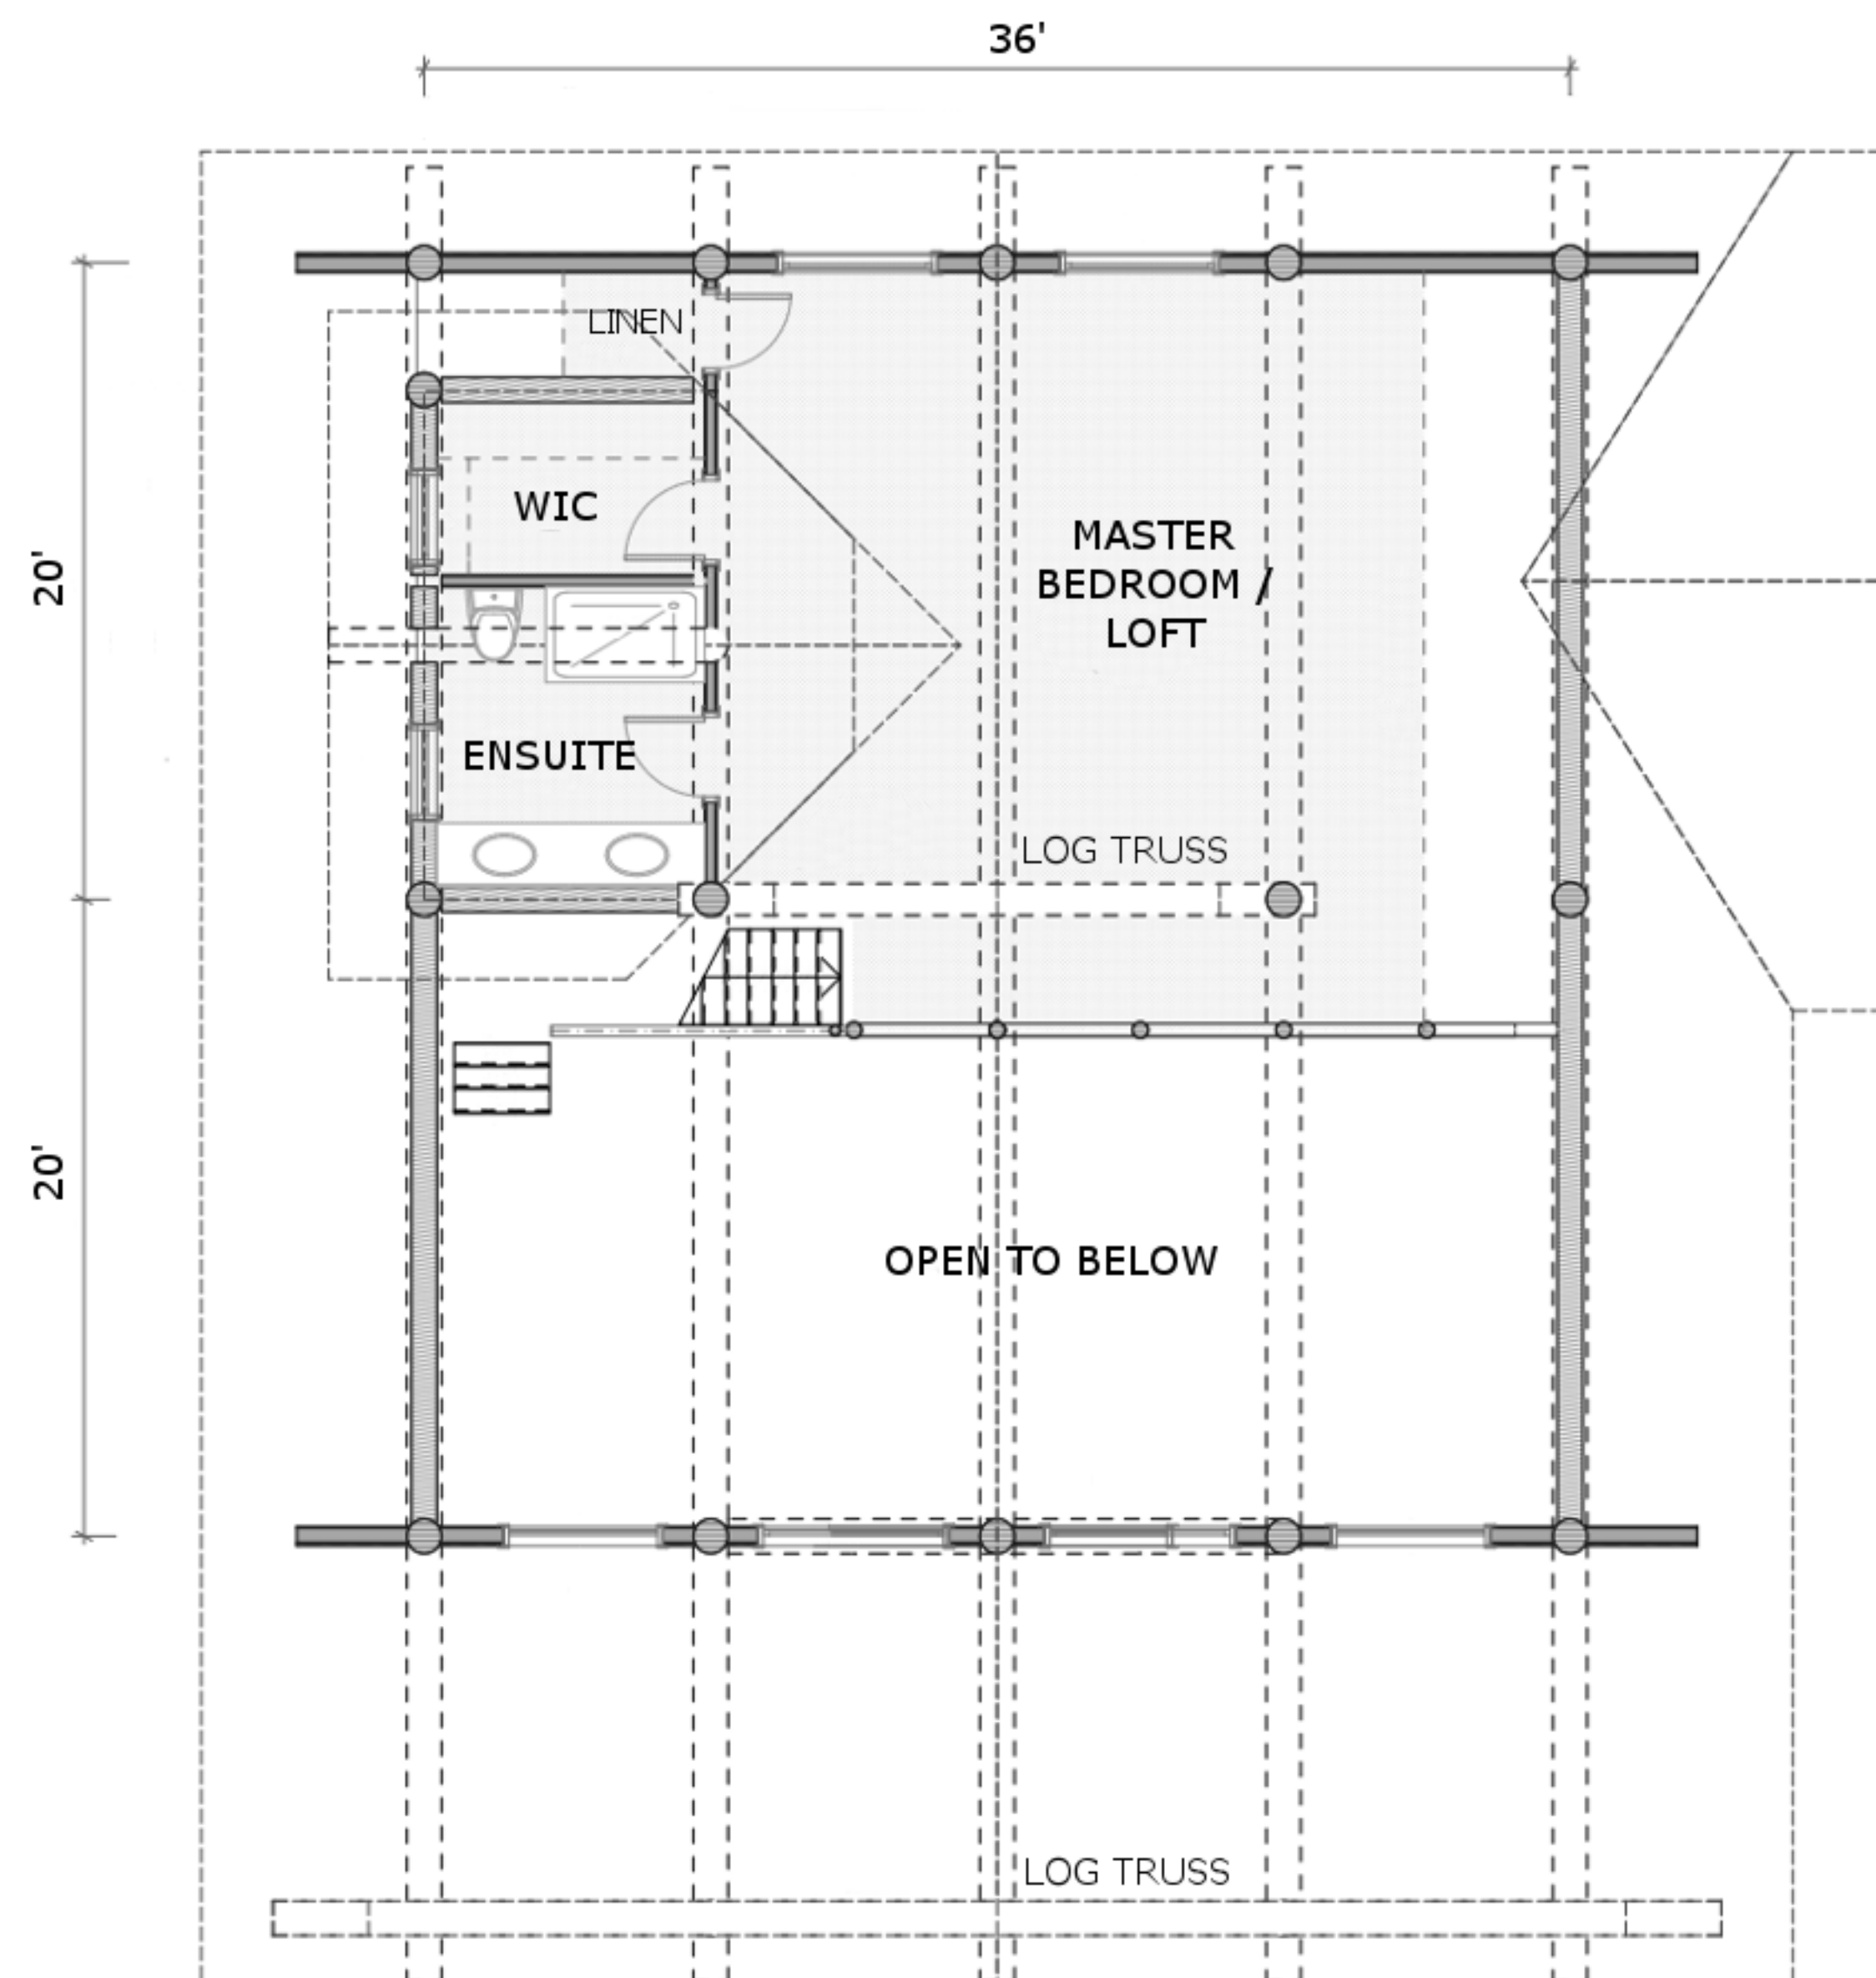 36'
LINEN
WIC
MASTER
BEDROOM /
LOFT
20'
ENSUITE
LOG TRUSS
20'
OPEN TO BELOW
LOG TRUSS